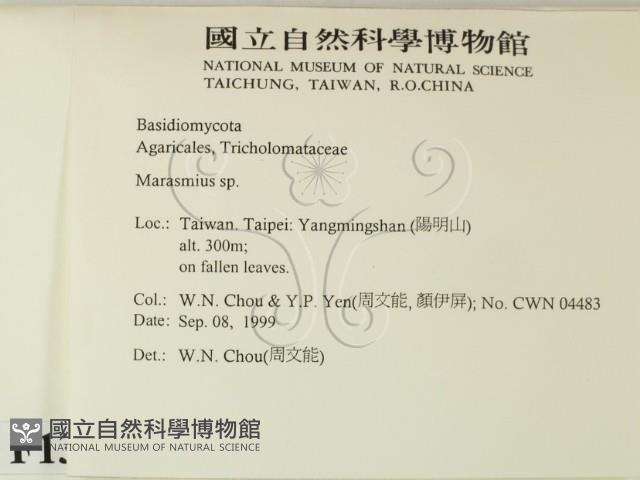 國立自然科學博物館
NATIONAL MUSEUM OF NATURAL SCIENCE
TAICHUNG, TAIWAN, R.O.CHINA
Basidiomycota
Agaricales, Tricholomataceae
Marasmius sp.
Loc.: Taiwan. Taipei: Yangmingshan (陽明山)
alt. 300m;
on fallen leaves.
Col.: W.N. Chou & Y.P. Yen(周文能, 顏伊屏); No. CWN 04483
Date: Sep. 08, 1999
Det.: W.N. Chou(周文能)
國立自然科學博物館
NATIONAL MUSEUM OF NATURAL SCIENCE